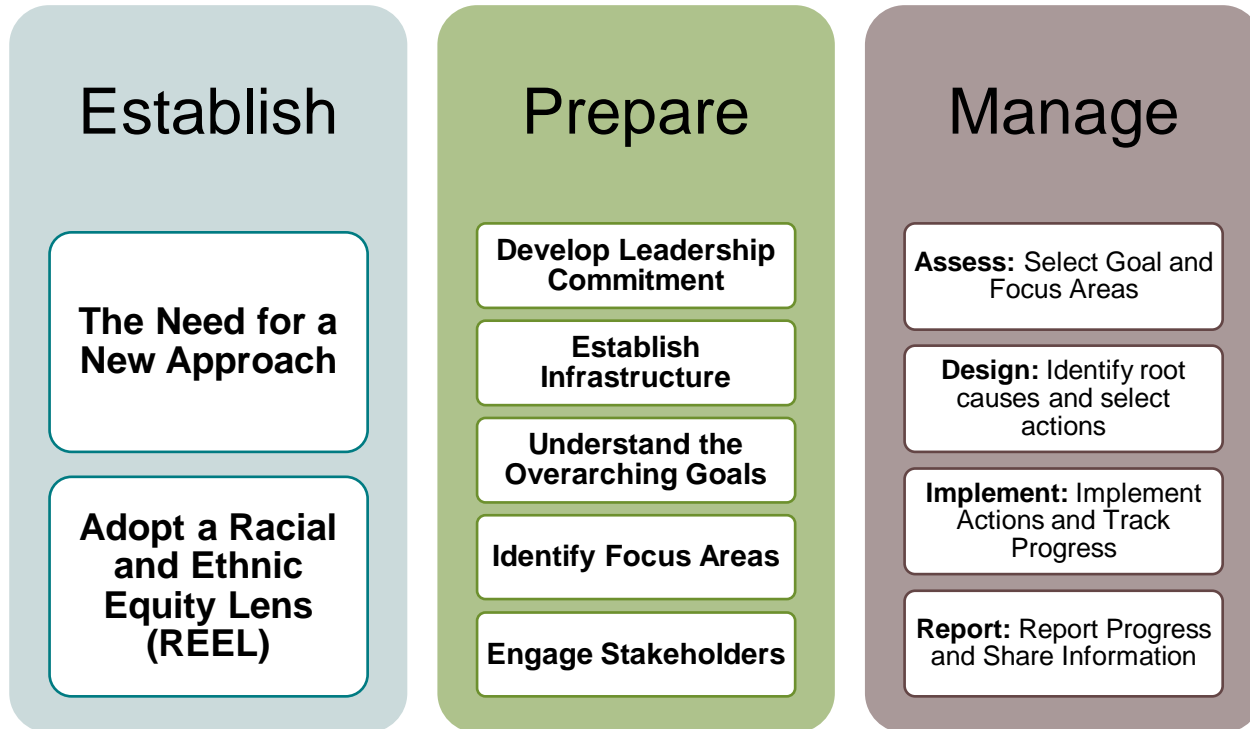 Establish
The Need for a
New Approach
Adopt a Racial
and Ethnic
Equity Lens
(REEL)
Prepare
Develop Leadership
Commitment
Establish
Infrastructure
Understand the
Overarching Goals
Identify Focus Areas
Engage Stakeholders
Manage
Assess: Select Goal and
Focus Areas
Design: Identify root
causes and select
actions
Implement: Implement
Actions and Track
Progress
Report: Report Progress
and Share Information